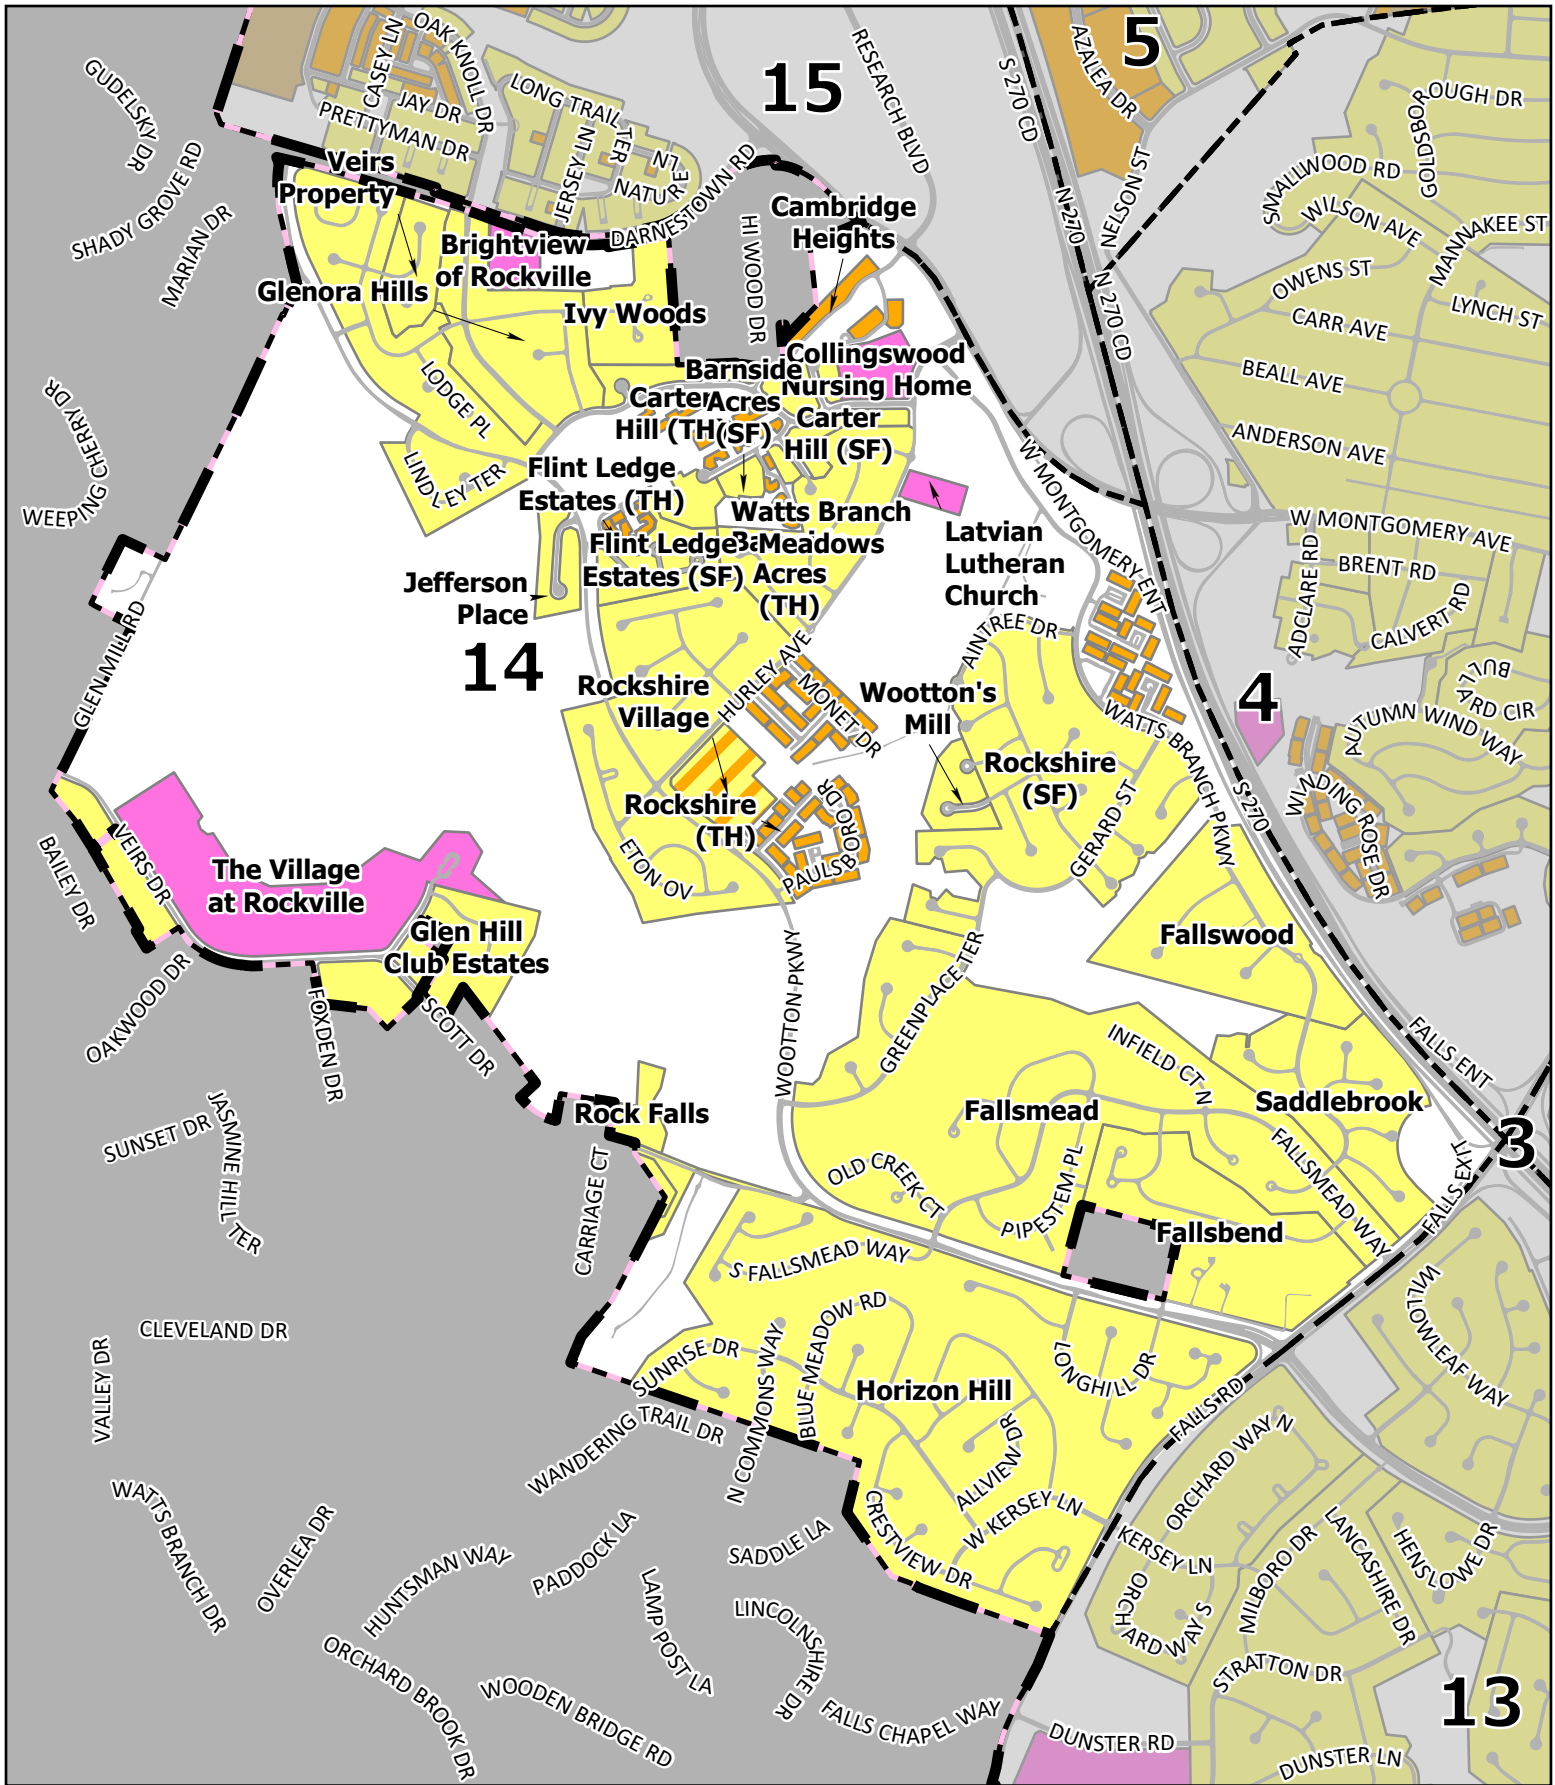 5
15
CASEY LN
OAK KNOLL DR
RESEARCH BLVD
S 270 CD
AZALEA DR
GUDELSKY DR
JAY DR
LONG TRAIL TER
GOLDSBOROUGH DR
PRETTYMAN DR
SHADY GROVE RD
Veirs
Property
JERSEY LN
NATURE LN
DARNESTOWN RD
NELSON ST
SMALLWOOD RD
WILSON AVE
MANNAKEE ST
MARIAN DR
Brightview
of Rockville
HI WOOD DR
Cambridge
Heights
N 270
OWENS ST
Glenora Hills
Ivy Woods
N 270 CD
LYNCH ST
CARR AVE
LODGE PL
Barnside
Acres
(SF)
Collingswood
Nursing Home
BEALL AVE
Carter
Hill (TH)
Carter
Hill (SF)
WEEPING CHERRY DR
ANDERSON AVE
LINDLEY TER
Flint Ledge
Estates (TH)
W MONTGOMERY ENT
Watts Branch
Meadows
Latvian
Lutheran
Church
W MONTGOMERY AVE
Flint Ledge
Estates (SF)
Acres
(TH)
BRENT RD
ADCLARE RD
CALVERT RD
Jefferson
Place
GLEN MILL RD
AINTREE DR
14
HURLEY AVE
BULLARD CIR
Rockshire
Village
MONET DR
Wootton's
Mill
4
AUTUMN WIND WAY
WATTS BRANCH PKWY
Rockshire
(SF)
S 270
WINDING ROSE DR
Rockshire
(TH)
PAULSBORO DR
GERARD ST
ETON OV
VEIRS DR
BAILEY DR
The Village
at Rockville
Glen Hill
Club Estates
Fallswood
OAKWOOD DR
FOXDEN DR
SCOTT DR
WOOTTON PKWY
GREENPLACE TER
INFIELD CT N
FALLS ENT
Rock Falls
Fallsmead
Saddlebrook
3
SUNSET DR
JASMINE HILL TER
CARRIAGE CT
OLD CREEK CT
PIPESTEM PL
FALLSMEAD WAY
FALLS EXIT
Fallsbend
S FALLSMEAD WAY
WILLOWLEAF WAY
CLEVELAND DR
VALLEY DR
BLUE MEADOW RD
SUNRISE DR
N COMMONS WAY
LONGHILL DR
Horizon Hill
FALLS RD
WANDERING TRAIL DR
ALLVIEW DR
ORCHARD WAY N
WATTS BRANCH DR
OVERLEA DR
HUNTSMAN WAY
PADDOCK LA
SADDLE LA
CRESTVIEW DR
W KERSEY LN
KERSEY LN
MILBORO DR
LANCASHIRE DR
HENSLOWE DR
ORCHARD WAY S
LAMP POST LA
LINCOLNSHIRE DR
ORCHARD BROOK DR
WOODEN BRIDGE RD
FALLS CHAPEL WAY
STRATTON DR
13
DUNSTER RD
DUNSTER LN